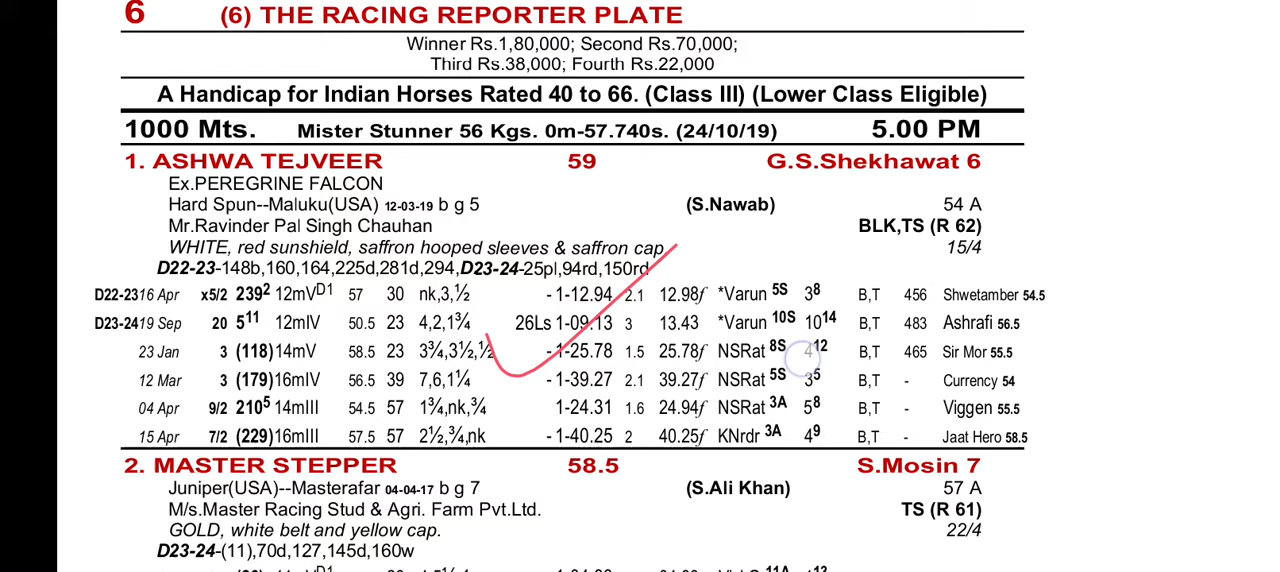 6 (6) THE RACING REPORTER PLATE
Winner Rs.1,80,000; Second Rs.70,000;
Third Rs.38,000; Fourth Rs.22,000
A Handicap for Indian Horses Rated 40 to 66. (Class III) (Lower Class Eligible)
1000 Mts. Mister Stunner 56 Kgs. 0m-57.740s. (24/10/19) 5.00 PM
1. ASHWA TEJVEER 59 G.S.Shekhawat 6
Ex.PEREGRINE FALCON
Hard Spun--Maluku(USA) 12-03-19 b g 5 (S.Nawab) 54 A
Mr.Ravinder Pal Singh Chauhan BLK,TS (R 62)
WHITE, red sunshield, saffron hooped sleeves & saffron cap 15/4
D22-23-148b,160,164,225d,281d,294,D23-24-25pl,94rd,150rd
D22-2316 Apr x5/2 239² 12mVD1 57 30 nk,3,½ - 1-12.94 2.1 12.98f *Varun 5S 3⁸ B,T 456 Shwetamber 54.5
D23-2419 Sep 20 5¹¹ 12mIV 50.5 23 4,2,1¾ 26Ls 1-09.13 3 13.43 *Varun 10S 10¹⁴ B,T 483 Ashrafi 56.5
23 Jan 3 (118)14mV 58.5 23 3¾,3½,½ - 1-25.78 1.5 25.78f NSRat 8S 4¹² B,T 465 Sir Mor 55.5
12 Mar 3 (179)16mIV 56.5 39 7,6,1¼ - 1-39.27 2.1 39.27f NSRat 5S 3⁵ B,T - Currency 54
04 Apr 9/2 210⁵ 14mIII 54.5 57 1¾,nk,¾ 1-24.31 1.6 24.94f NSRat 3A 5⁸ B,T - Viggen 55.5
15 Apr 7/2 (229)16mIII 57.5 57 2½,¾,nk - 1-40.25 2 40.25f KNrdr 3A 4⁹ B,T - Jaat Hero 58.5
2. MASTER STEPPER 58.5 S.Mosin 7
Juniper(USA)--Masterafar 04-04-17 b g 7 (S.Ali Khan) 57 A
M/s.Master Racing Stud & Agri. Farm Pvt.Ltd. TS (R 61)
GOLD, white belt and yellow cap. 22/4
D23-24-(11),70d,127,145d,160w